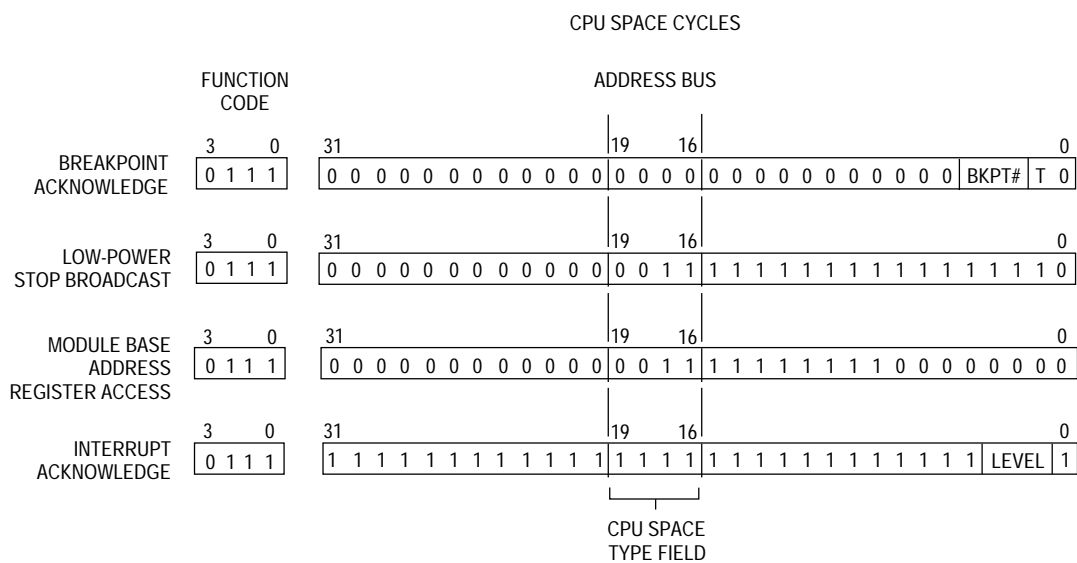 CPU SPACE CYCLES
FUNCTION CODE
ADDRESS BUS
BREAKPOINT ACKNOWLEDGE
3 0 31 19 16 0
0 1 1 1 0 0 0 0 0 0 0 0 0 0 0 0 0 0 0 0 0 0 0 0 0 0 0 0 0 0 0 BKPT# T 0
LOW-POWER STOP BROADCAST
3 0 31 19 16 0
0 1 1 1 0 0 0 0 0 0 0 0 0 0 0 0 0 0 1 1 1 1 1 1 1 1 1 1 1 1 1 1 1 1 1 0
MODULE BASE ADDRESS REGISTER ACCESS
3 0 31 19 16 0
0 1 1 1 0 0 0 0 0 0 0 0 0 0 0 0 0 0 1 1 1 1 1 1 1 1 1 1 0 0 0 0 0 0 0 0
INTERRUPT ACKNOWLEDGE
3 0 31 19 16 0
0 1 1 1 1 1 1 1 1 1 1 1 1 1 1 1 1 1 1 1 1 1 1 1 1 1 1 1 1 1 1 1 LEVEL 1
CPU SPACE
TYPE FIELD